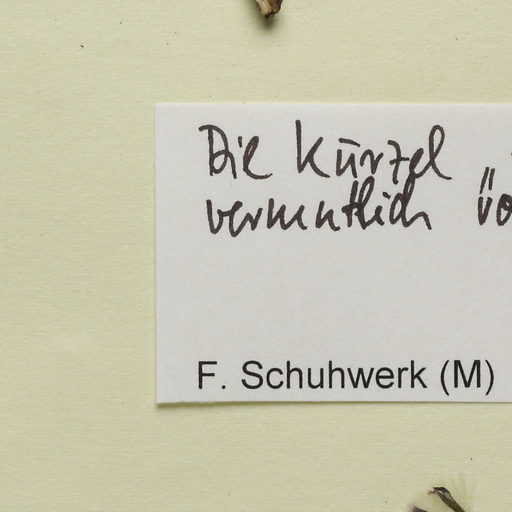 Die Kürzel
vermutlich
F. Schuhwerk (M)